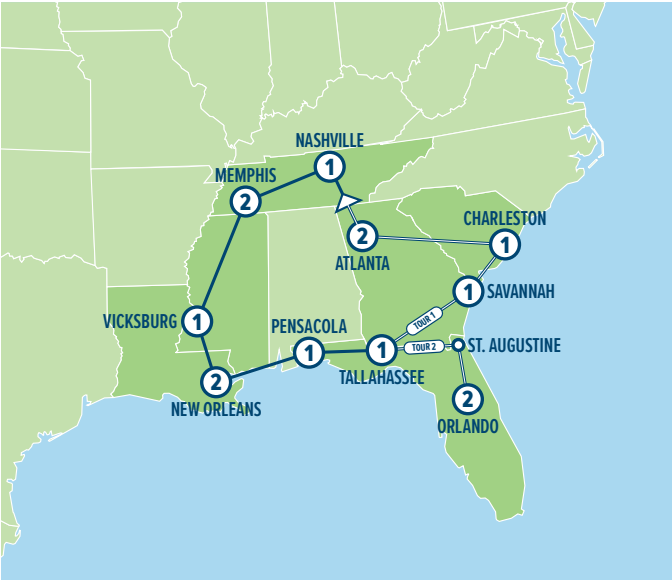 NASHVILLE
1
MEMPHIS
2
CHARLESTON
1
2
ATLANTA
1
SAVANNAH
VICKSBURG
1
PENSACOLA
1
TOUR 1
1
TALLAHASSEE
TOUR 2
ST. AUGUSTINE
2
NEW ORLEANS
2
ORLANDO